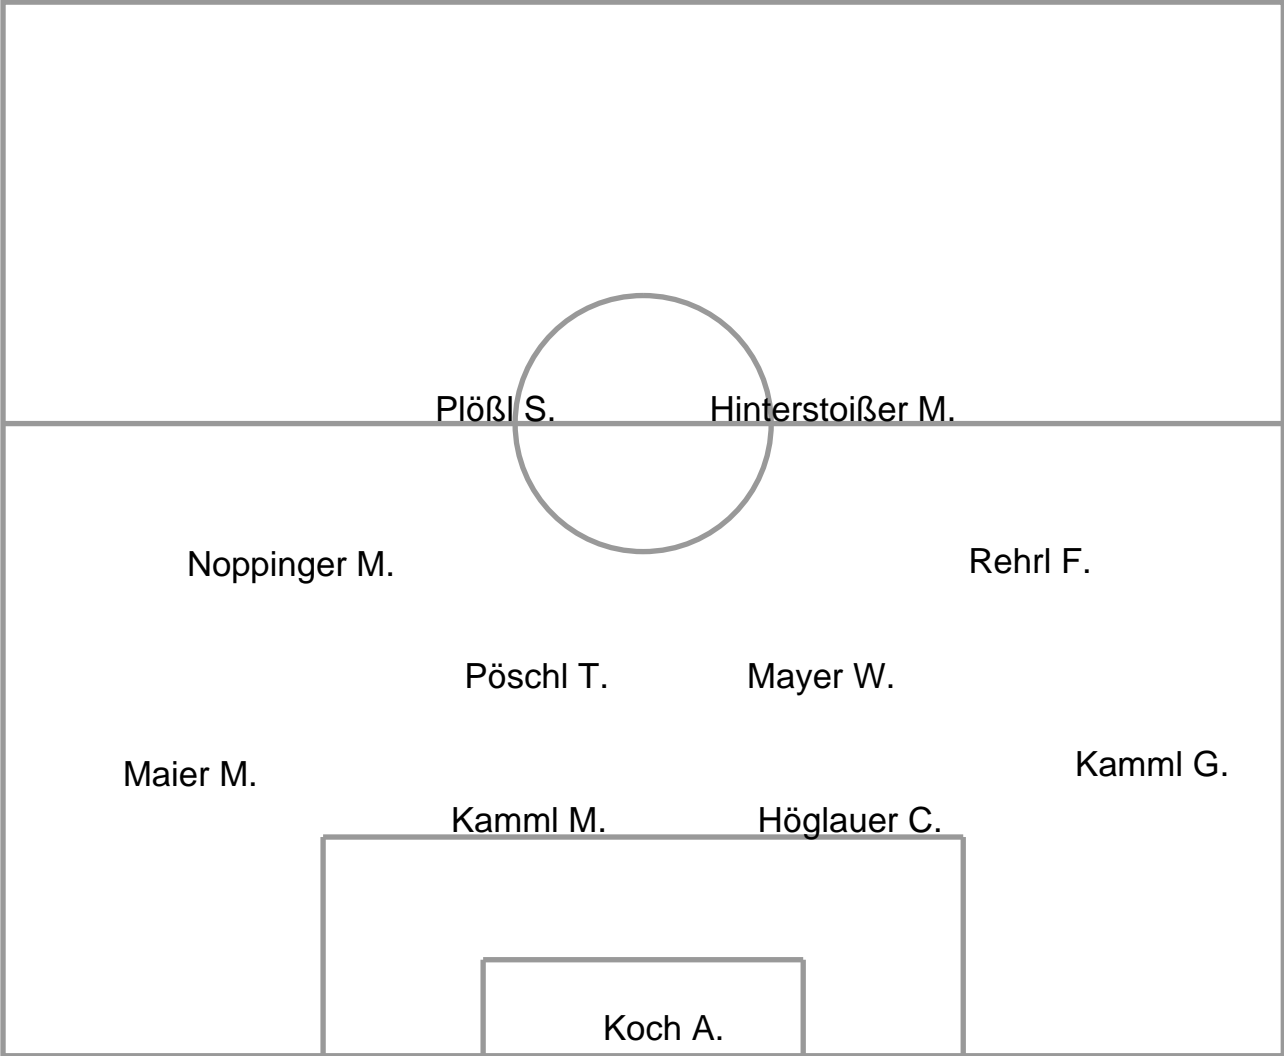 Plößl S.
Hinterstoißer M.
Noppinger M.
Rehrl F.
Pöschl T.
Mayer W.
Maier M.
Kamml G.
Kamml M.
Höglauer C.
Koch A.